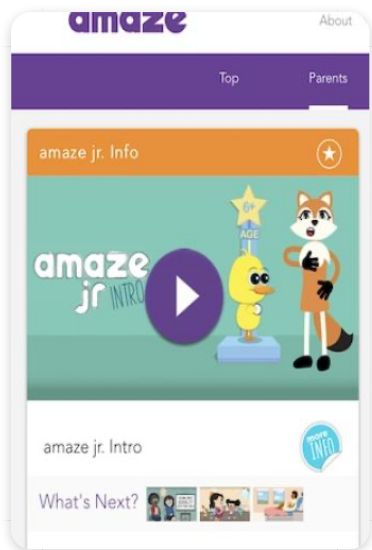 amaze
About
Top
Parents
amaze jr. Info
6+
AGE
amaze
jr INTRO
amaze jr. Intro
more
INFO
What's Next?